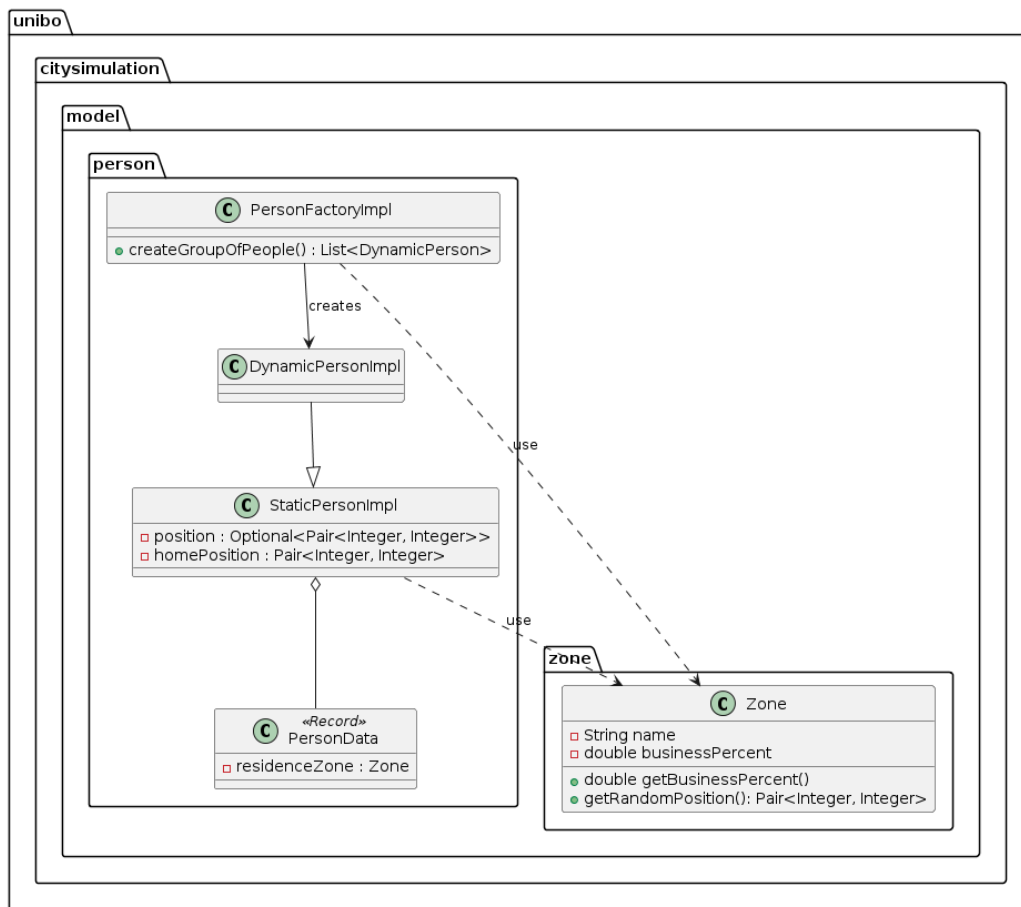 unibo
citysimulation
model
person
C PersonFactoryImpl
createGroupOfPeople() : List<DynamicPerson>
creates
C DynamicPersonImpl
use
C StaticPersonImpl
position : Optional<Pair<Integer, Integer>>
homePosition : Pair<Integer, Integer>
use
zone
C «Record»
PersonData
residenceZone : Zone
C Zone
String name
double businessPercent
double getBusinessPercent()
getRandomPosition(): Pair<Integer, Integer>